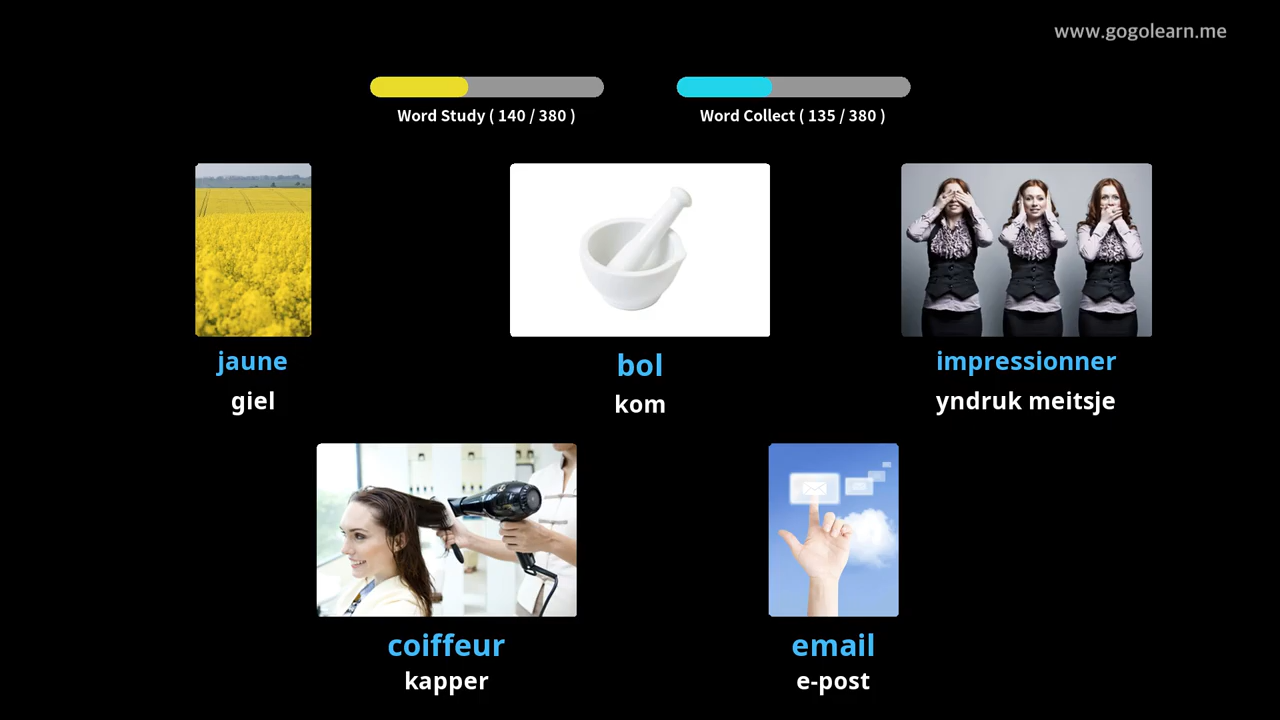 www.gogolearn.me
Word Study ( 140 / 380 )
Word Collect ( 135 / 380 )
jaune
giel
bol
kom
impressionner
yndruk meitsje
coiffeur
kapper
email
e-post